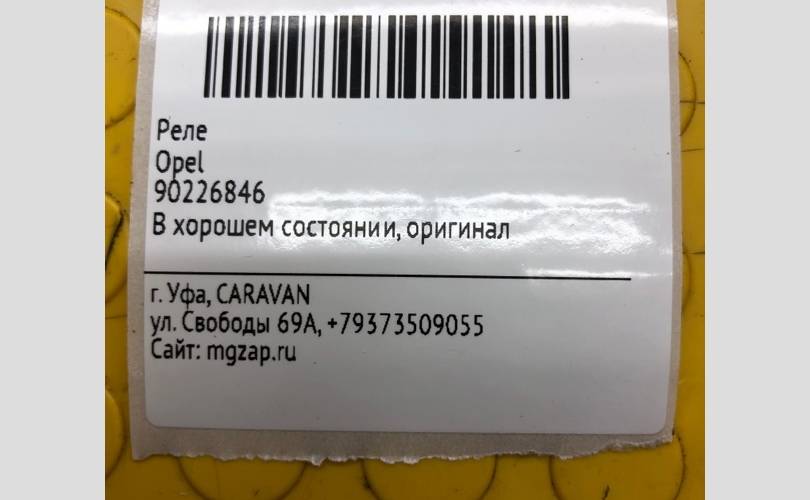 Реле
Opel
90226846
В хорошем состоянии, оригинал
г. Уфа, CARAVAN
ул. Свободы 69А, +79373509055
Сайт: mgzap.ru